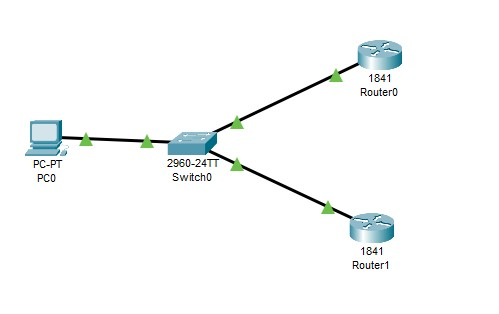 1841
Router0
PC-PT
PC0
2960-24TT
Switch0
1841
Router1